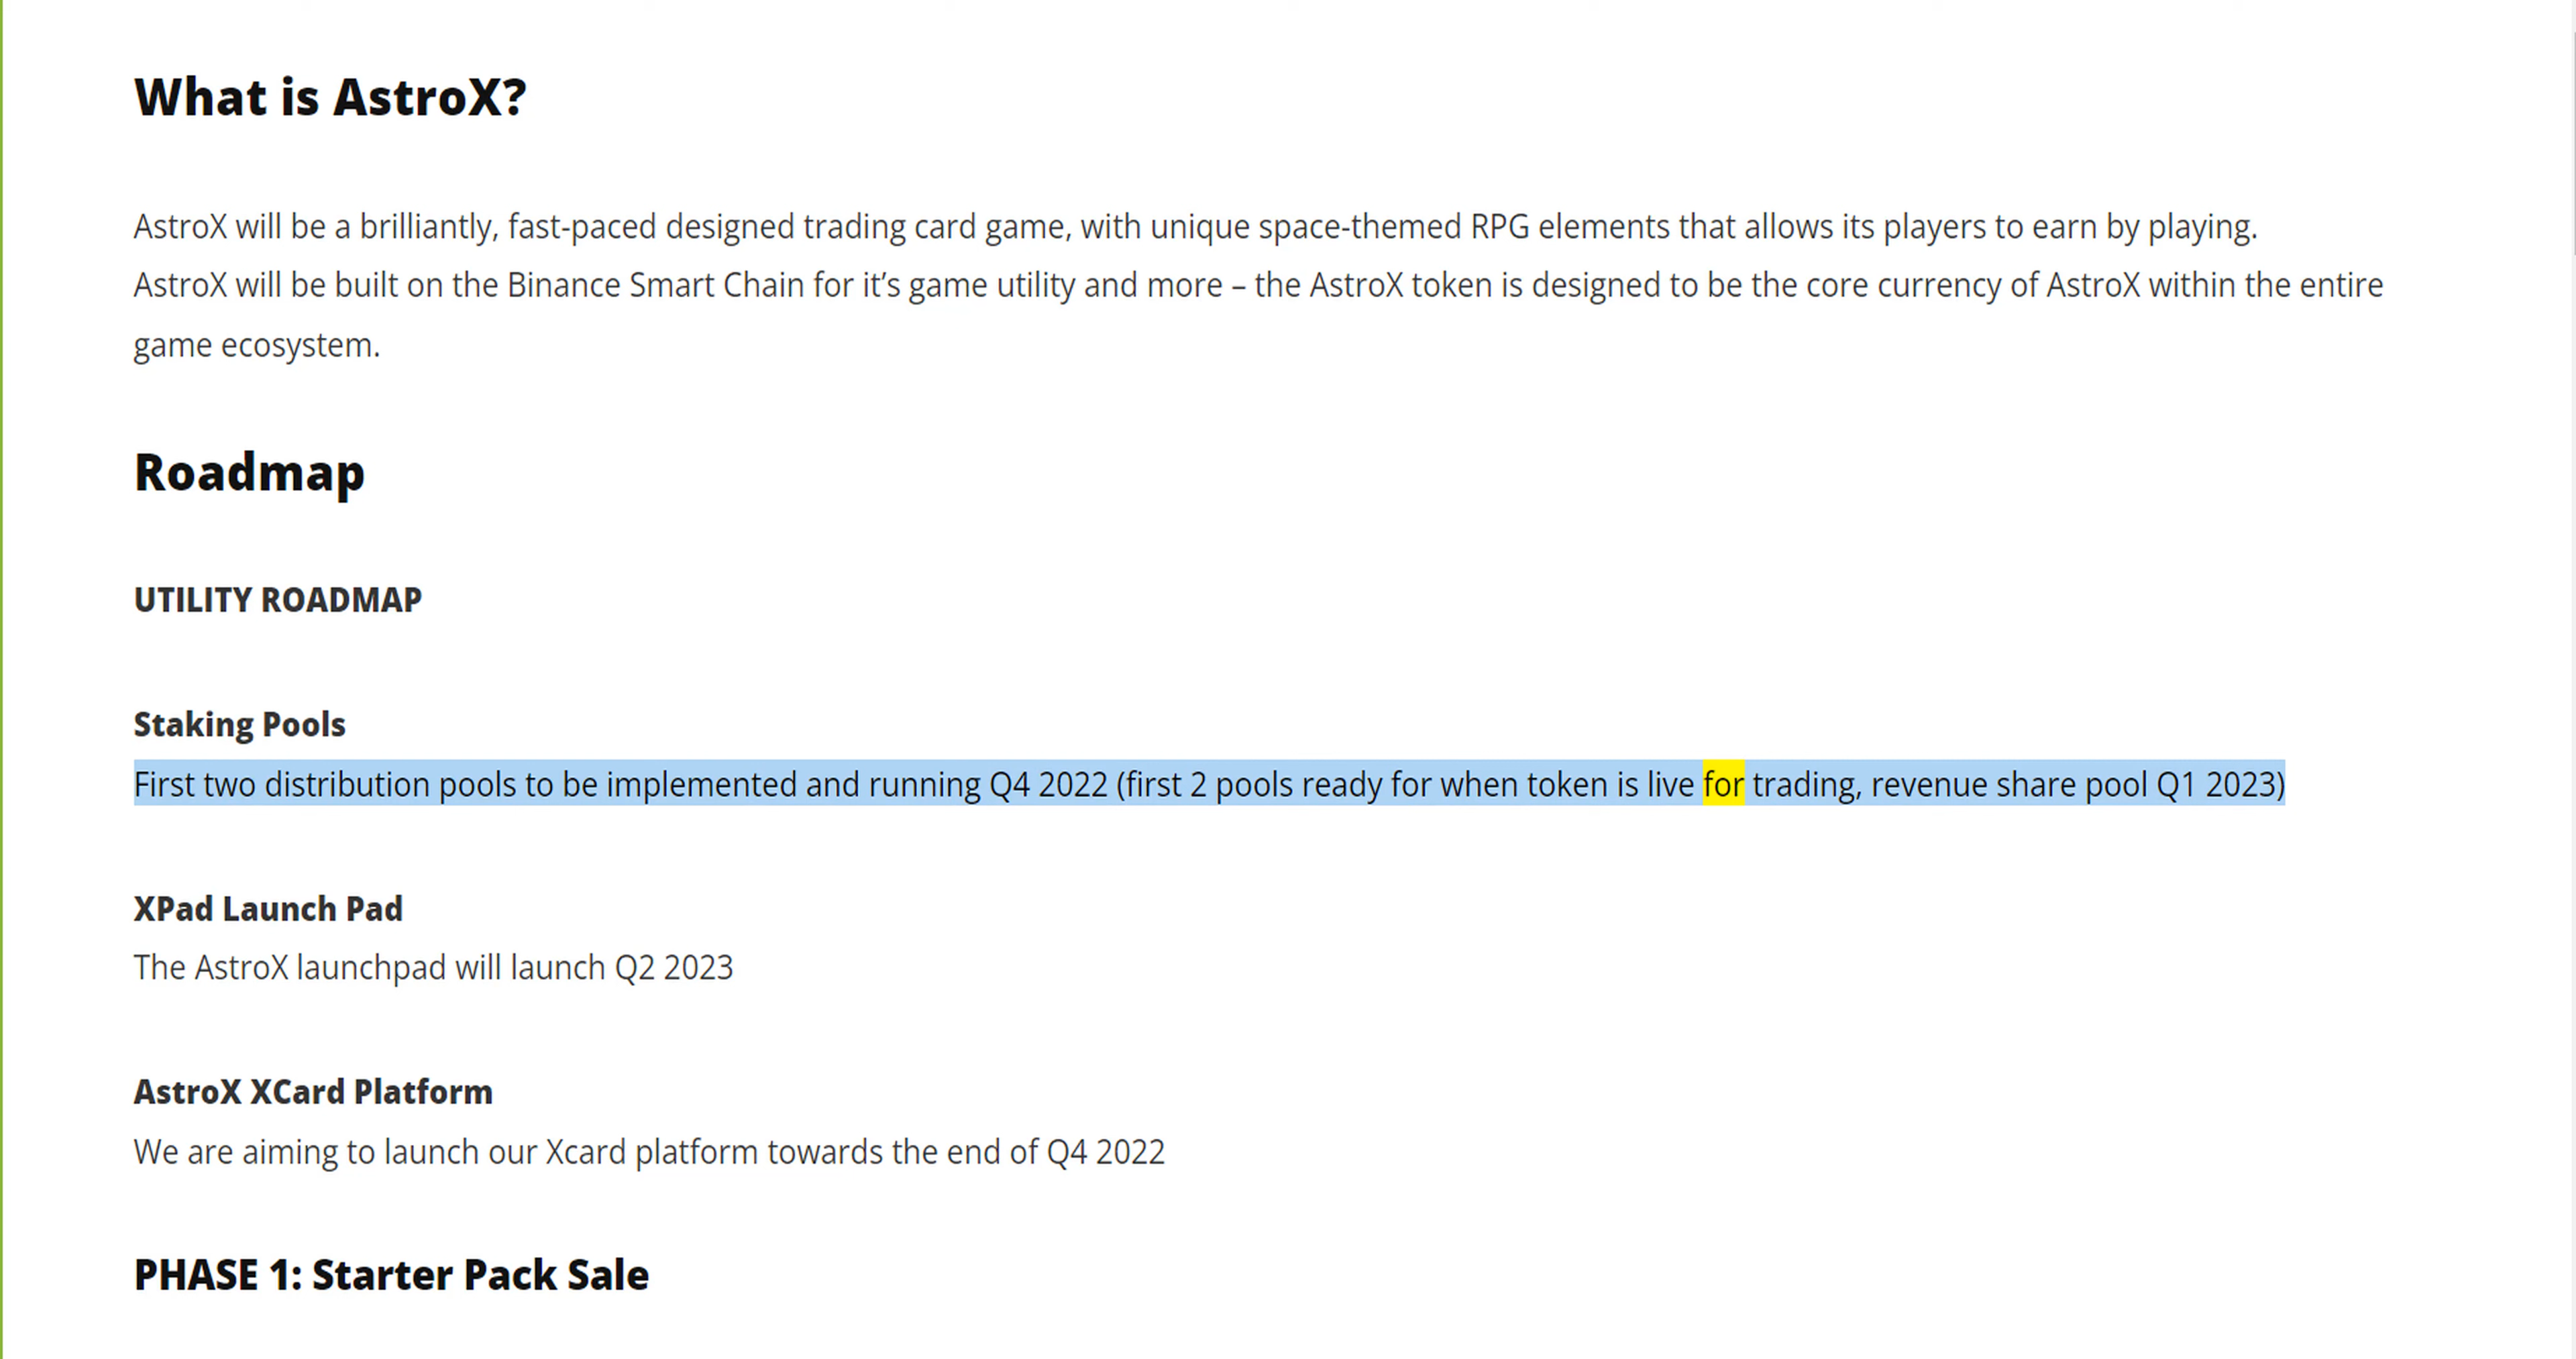 What is AstroX?
AstroX will be a brilliantly, fast-paced designed trading card game, with unique space-themed RPG elements that allows its players to earn by playing.
AstroX will be built on the Binance Smart Chain for it’s game utility and more – the AstroX token is designed to be the core currency of AstroX within the entire
game ecosystem.
Roadmap
UTILITY ROADMAP
Staking Pools
First two distribution pools to be implemented and running Q4 2022 (first 2 pools ready for when token is live for trading, revenue share pool Q1 2023)
XPad Launch Pad
The AstroX launchpad will launch Q2 2023
AstroX XCard Platform
We are aiming to launch our Xcard platform towards the end of Q4 2022
PHASE 1: Starter Pack Sale